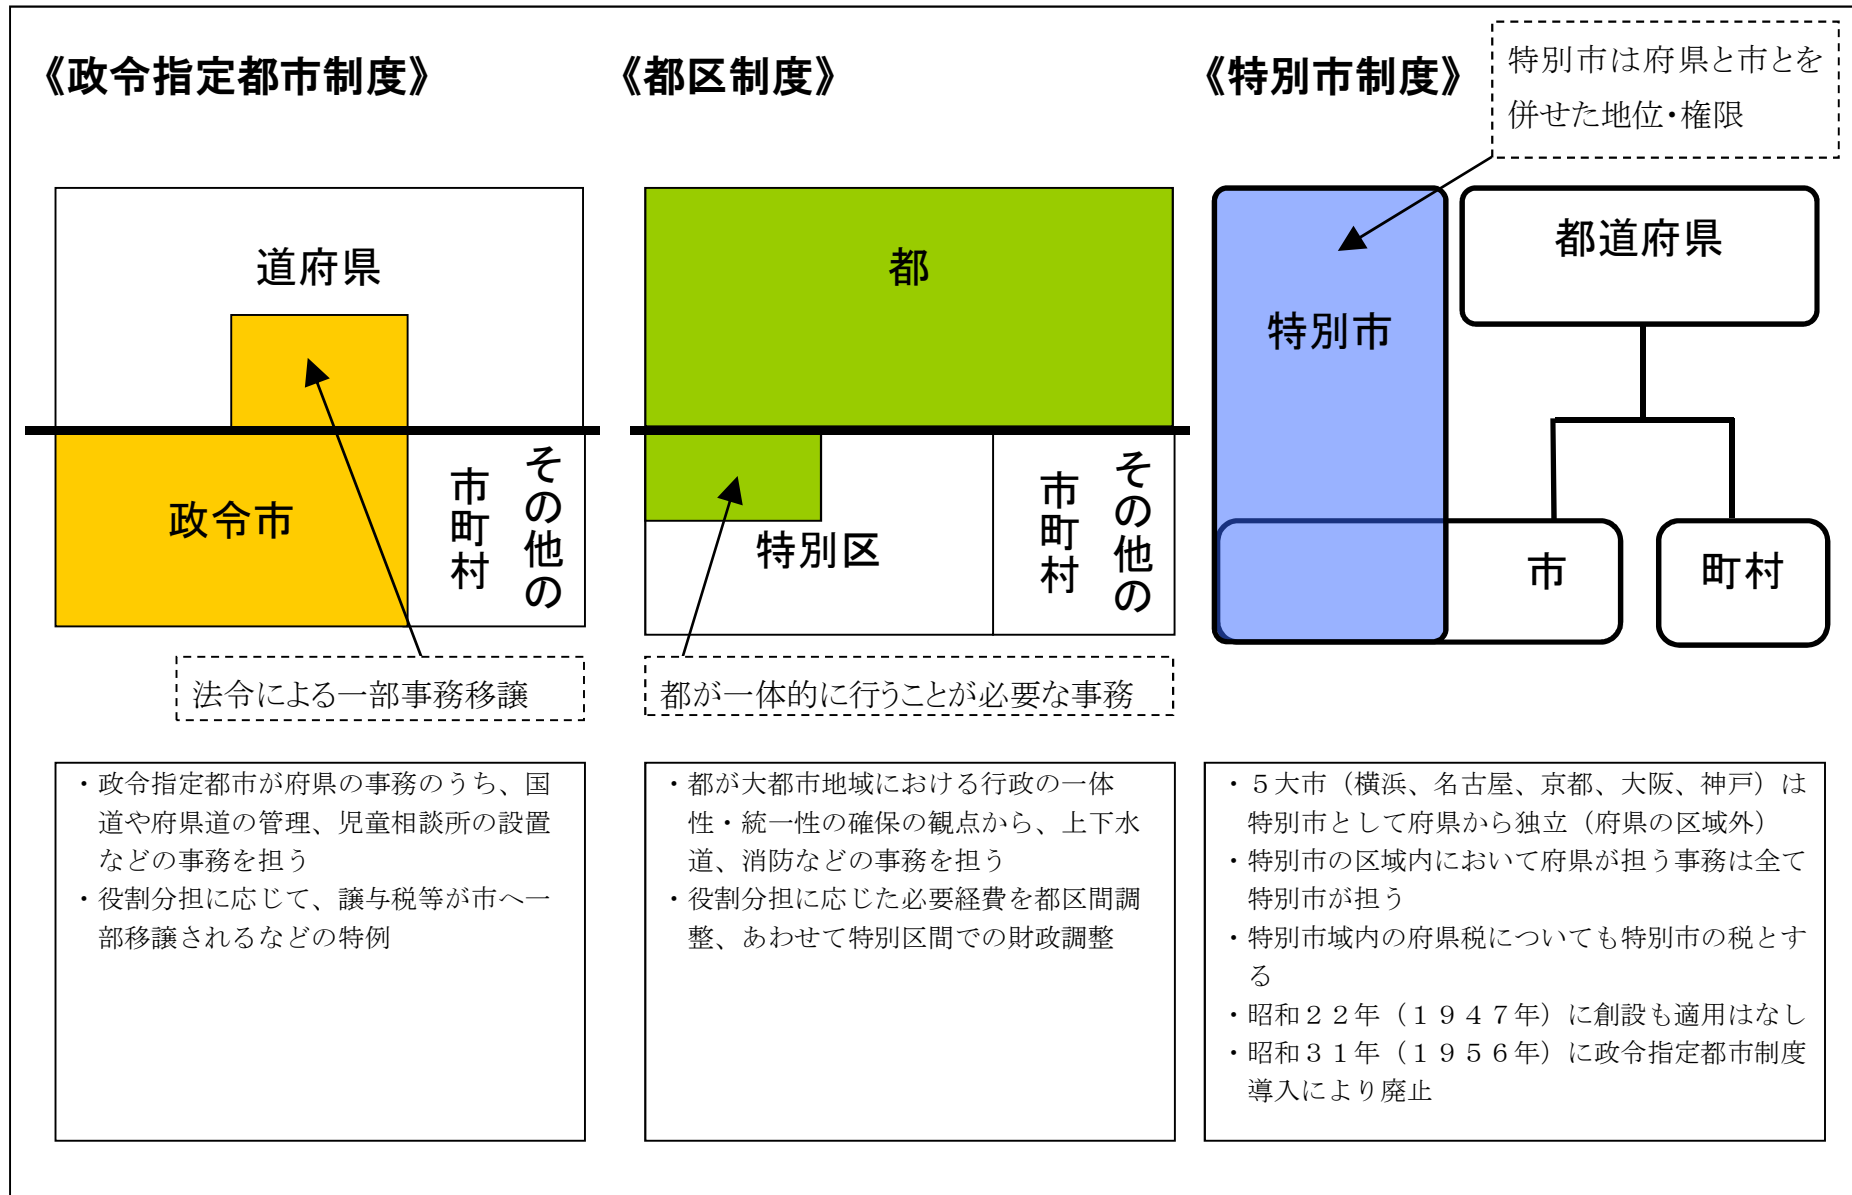 《政令指定都市制度》
道府県
政令市
その他の
市町村
法令による一部事務移譲
・政令指定都市が府県の事務のうち、国
道や府県道の管理、児童相談所の設置
などの事務を担う
・役割分担に応じて、譲与税等が市へ一
部移譲されるなどの特例
《都区制度》
都
特別区
その他の
市町村
都が一体的に行うことが必要な事務
・都が大都市地域における行政の一体
性・統一性の確保の観点から、上下水
道、消防などの事務を担う
・役割分担に応じた必要経費を都区間調
整、あわせて特別区間での財政調整
《特別市制度》
特別市は府県と市とを
併せた地位・権限
特別市
都道府県
市
町村
・５大市（横浜、名古屋、京都、大阪、神戸）は
特別市として府県から独立（府県の区域外）
・特別市の区域内において府県が担う事務は全て
特別市が担う
・特別市域内の府県税についても特別市の税とす
る
・昭和２２年（１９４７年）に創設も適用はなし
・昭和３１年（１９５６年）に政令指定都市制度
導入により廃止